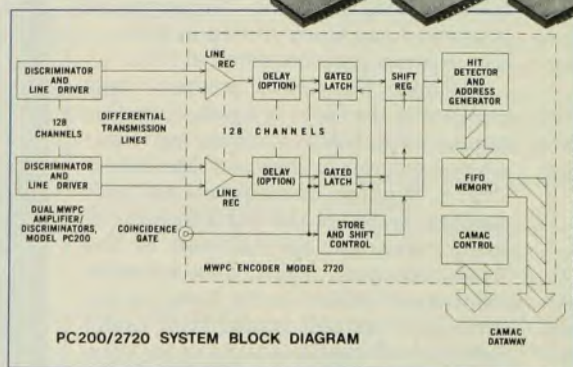 LINE
REC
DISCRIMINATOR
AND
LINE DRIVER
DELAY
(OPTION)
GATED
LATCH
SHIFT
REG
HIT
DETECTOR
AND
ADDRESS
GENERATOR
128
CHANNELS
DIFFERENTIAL
TRANSMISSION
LINES
128 CHANNELS
DISCRIMINATOR
AND
LINE DRIVER
LINE
REC
DELAY
(OPTION)
GATED
LATCH
FIFO
MEMORY
DUAL MWPC
AMPLIFIER/
DISCRIMINATORS,
MODEL PC200
COINCIDENCE
GATE
STORE
AND SHIFT
CONTROL
CAMAC
CONTROL
MWPC ENCODER MODEL 2720
PC200/2720 SYSTEM BLOCK DIAGRAM
CAMAC
DATAWAY